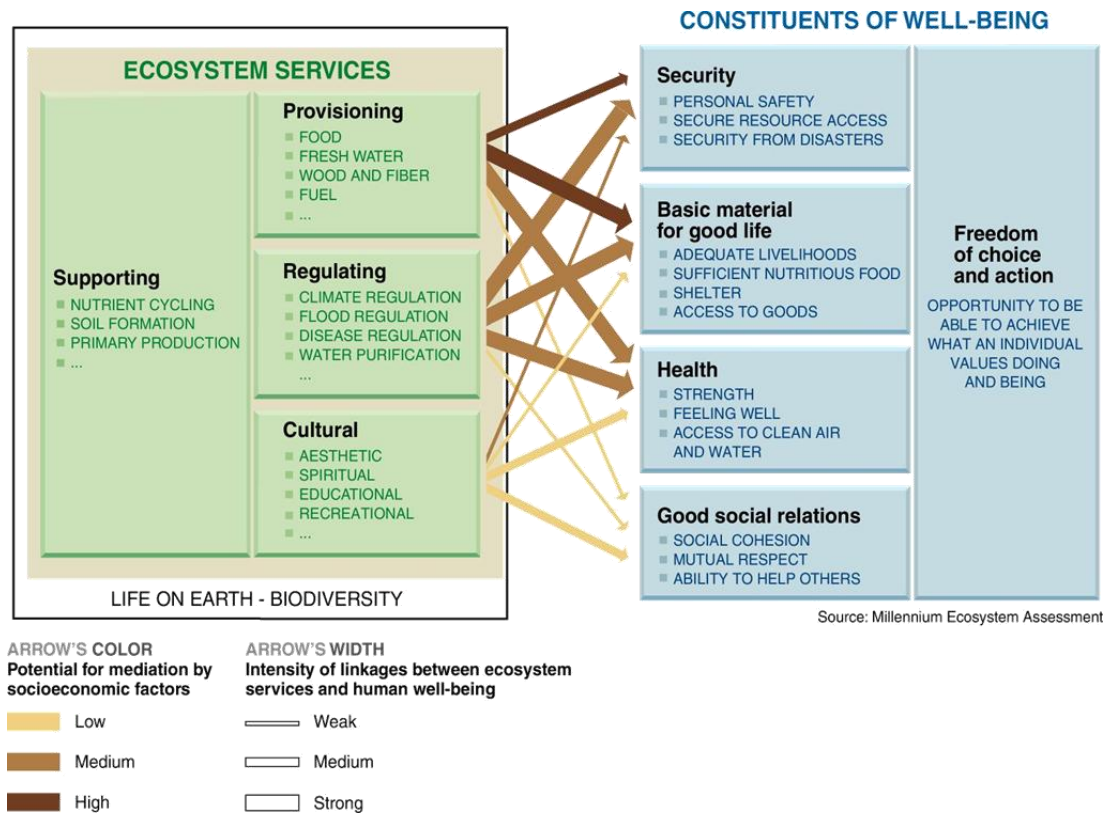 CONSTITUENTS OF WELL-BEING
ECOSYSTEM SERVICES
Supporting
NUTRIENT CYCLING
SOIL FORMATION
PRIMARY PRODUCTION
...
Provisioning
FOOD
FRESH WATER
WOOD AND FIBER
FUEL
...
Regulating
CLIMATE REGULATION
FLOOD REGULATION
DISEASE REGULATION
WATER PURIFICATION
...
Cultural
AESTHETIC
SPIRITUAL
EDUCATIONAL
RECREATIONAL
...
LIFE ON EARTH - BIODIVERSITY
Security
PERSONAL SAFETY
SECURE RESOURCE ACCESS
SECURITY FROM DISASTERS
Basic material
for good life
ADEQUATE LIVELIHOODS
SUFFICIENT NUTRITIOUS FOOD
SHELTER
ACCESS TO GOODS
Health
STRENGTH
FEELING WELL
ACCESS TO CLEAN AIR
AND WATER
Good social relations
SOCIAL COHESION
MUTUAL RESPECT
ABILITY TO HELP OTHERS
Freedom
of choice
and action
OPPORTUNITY TO BE
ABLE TO ACHIEVE
WHAT AN INDIVIDUAL
VALUES DOING
AND BEING
Source: Millennium Ecosystem Assessment
ARROW'S COLOR
Potential for mediation by
socioeconomic factors
Low
Medium
High
ARROW'S WIDTH
Intensity of linkages between ecosystem
services and human well-being
Weak
Medium
Strong